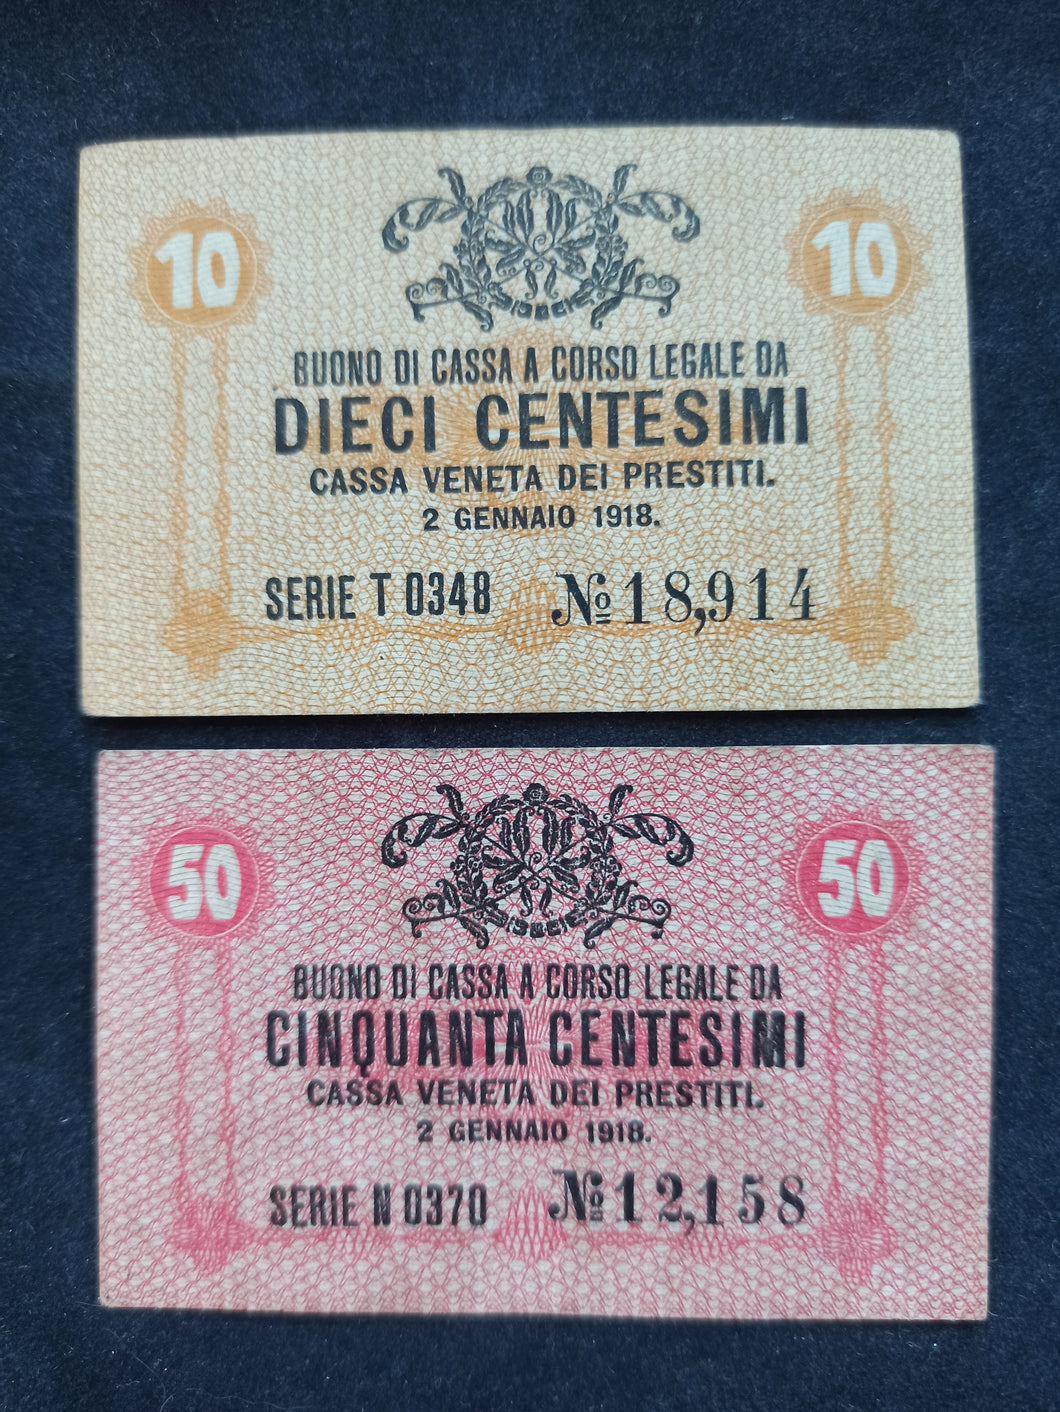 10 10
BUONO DI CASSA A CORSO LEGALE DA
DIECI CENTESIMI
CASSA VENETA DEI PRESTITI.
2 GENNAIO 1918.
SERIE T 0348 No 18,914
50 50
BUONO DI CASSA A CORSO LEGALE DA
CINQUANTA CENTESIMI
CASSA VENETA DEI PRESTITI.
2 GENNAIO 1918.
SERIE N 0370 No 12,158